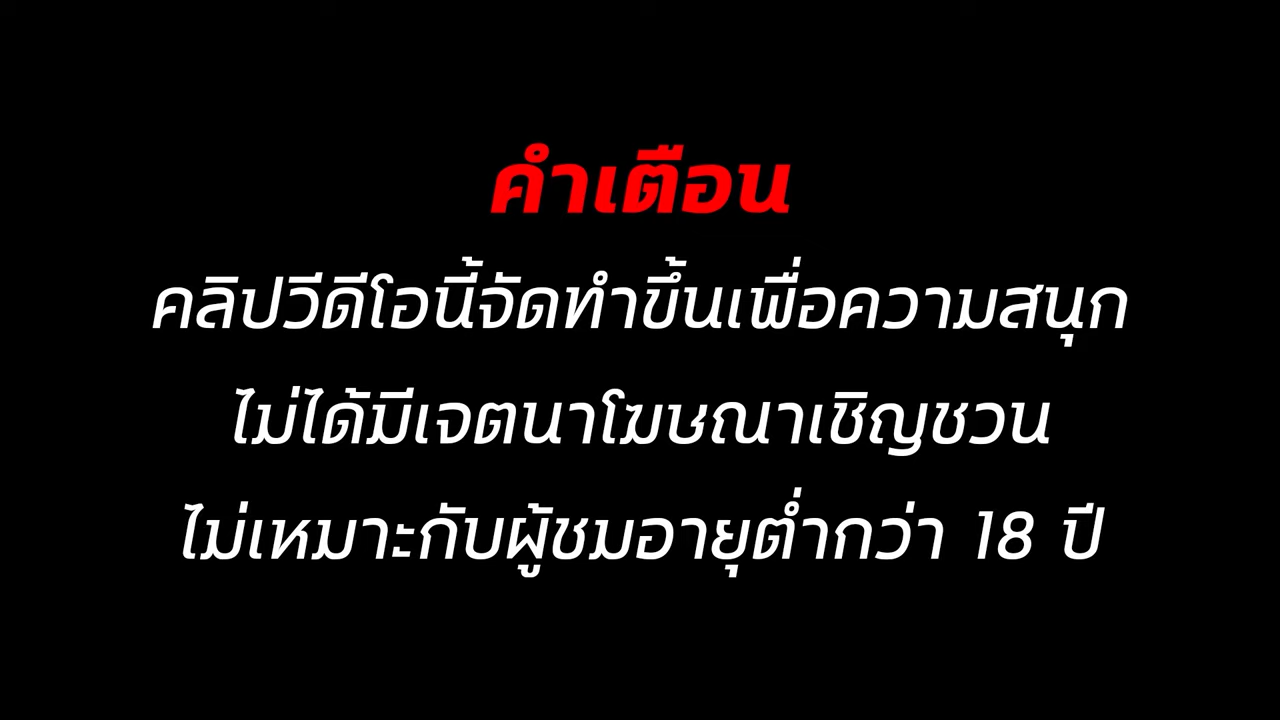 คำเตือน
คลิปวีดีโอนี้จัดทำขึ้นเพื่อความสนุก
ไม่ได้มีเจตนาโฆษณาเชิญชวน
ไม่เหมาะกับผู้ชมอายุต่ำกว่า 18 ปี